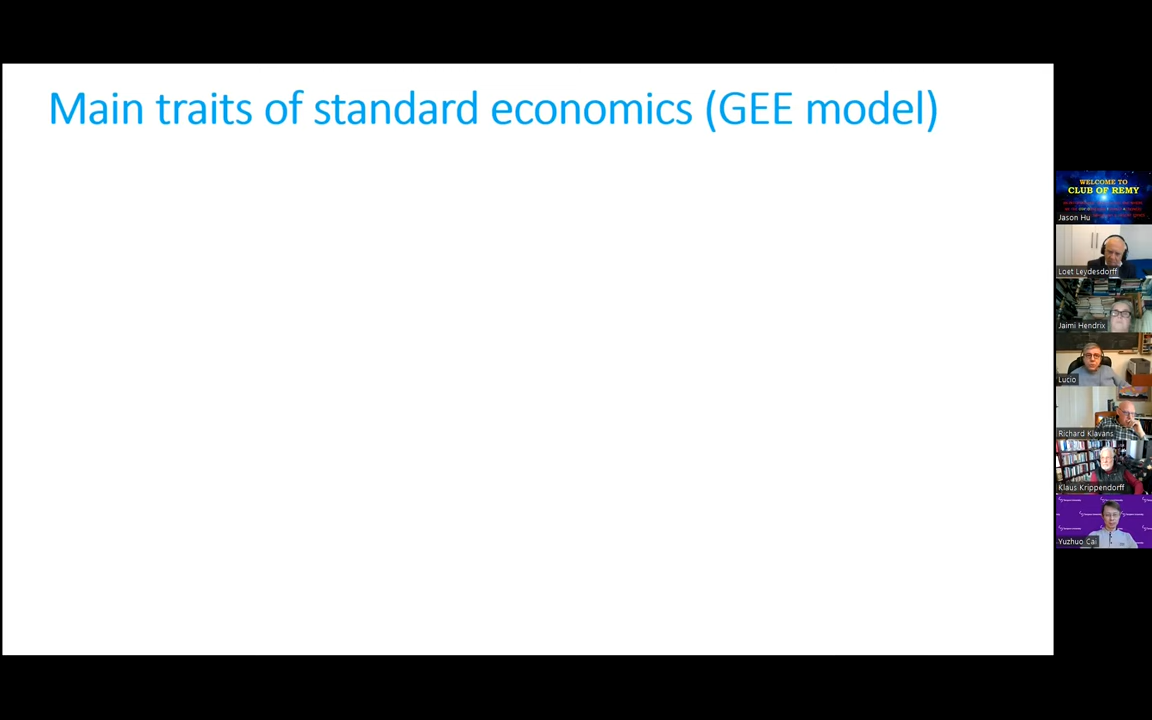 Main traits of standard economics (GEE model)
WELCOME TO
CLUB OF REMY
Jason Hu
Loet Leydesdorff
Jaimi Hendrix
Lucio
Richard Klavans
Klaus Krippendorff
Yuzhuo Cai